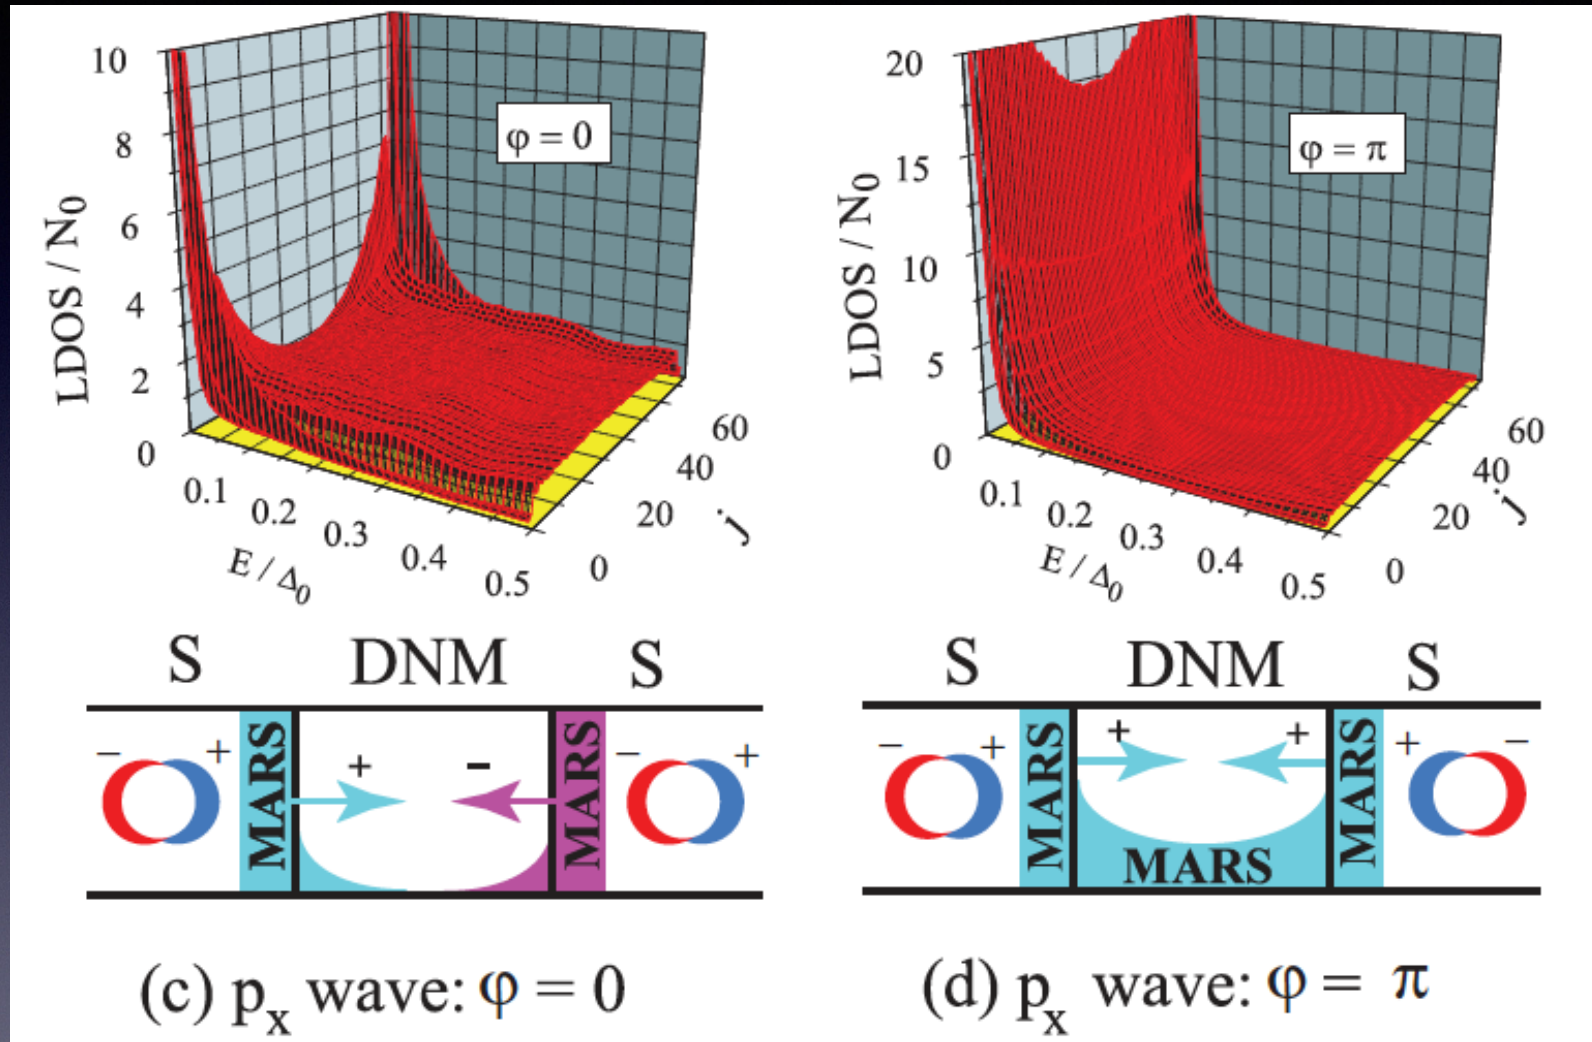 10
8
6
4
2
0
LDOS / N₀
φ = 0
0.1
0.2
0.3
0.4
0.5
E / Δ₀
0
20
40
60
j
20
15
10
5
0
LDOS / N₀
φ = π
0.1
0.2
0.3
0.4
0.5
E / Δ₀
0
20
40
60
j
S DNM S
− + MARS + - MARS − +
S DNM S
− + MARS + + MARS + −
MARS
(c) pₓ wave: φ = 0
(d) pₓ wave: φ = π